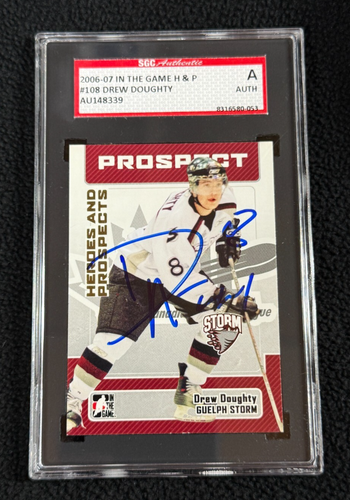 SGC Authentic
2006-07 IN THE GAME H & P
#108 DREW DOUGHTY
AU148339
A
AUTH
8316580-053
PROSPECT
HEROES AND
PROSPECTS
8
STORM
IN
THE
GAME
Drew Doughty
GUELPH STORM